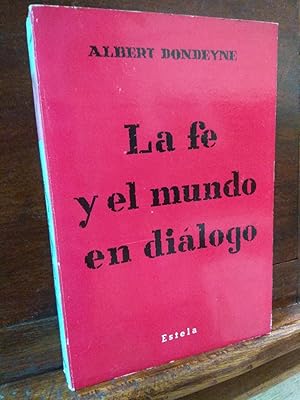 ALBERT DONDEYNE
La fe
y el mundo
en diálogo
Estela